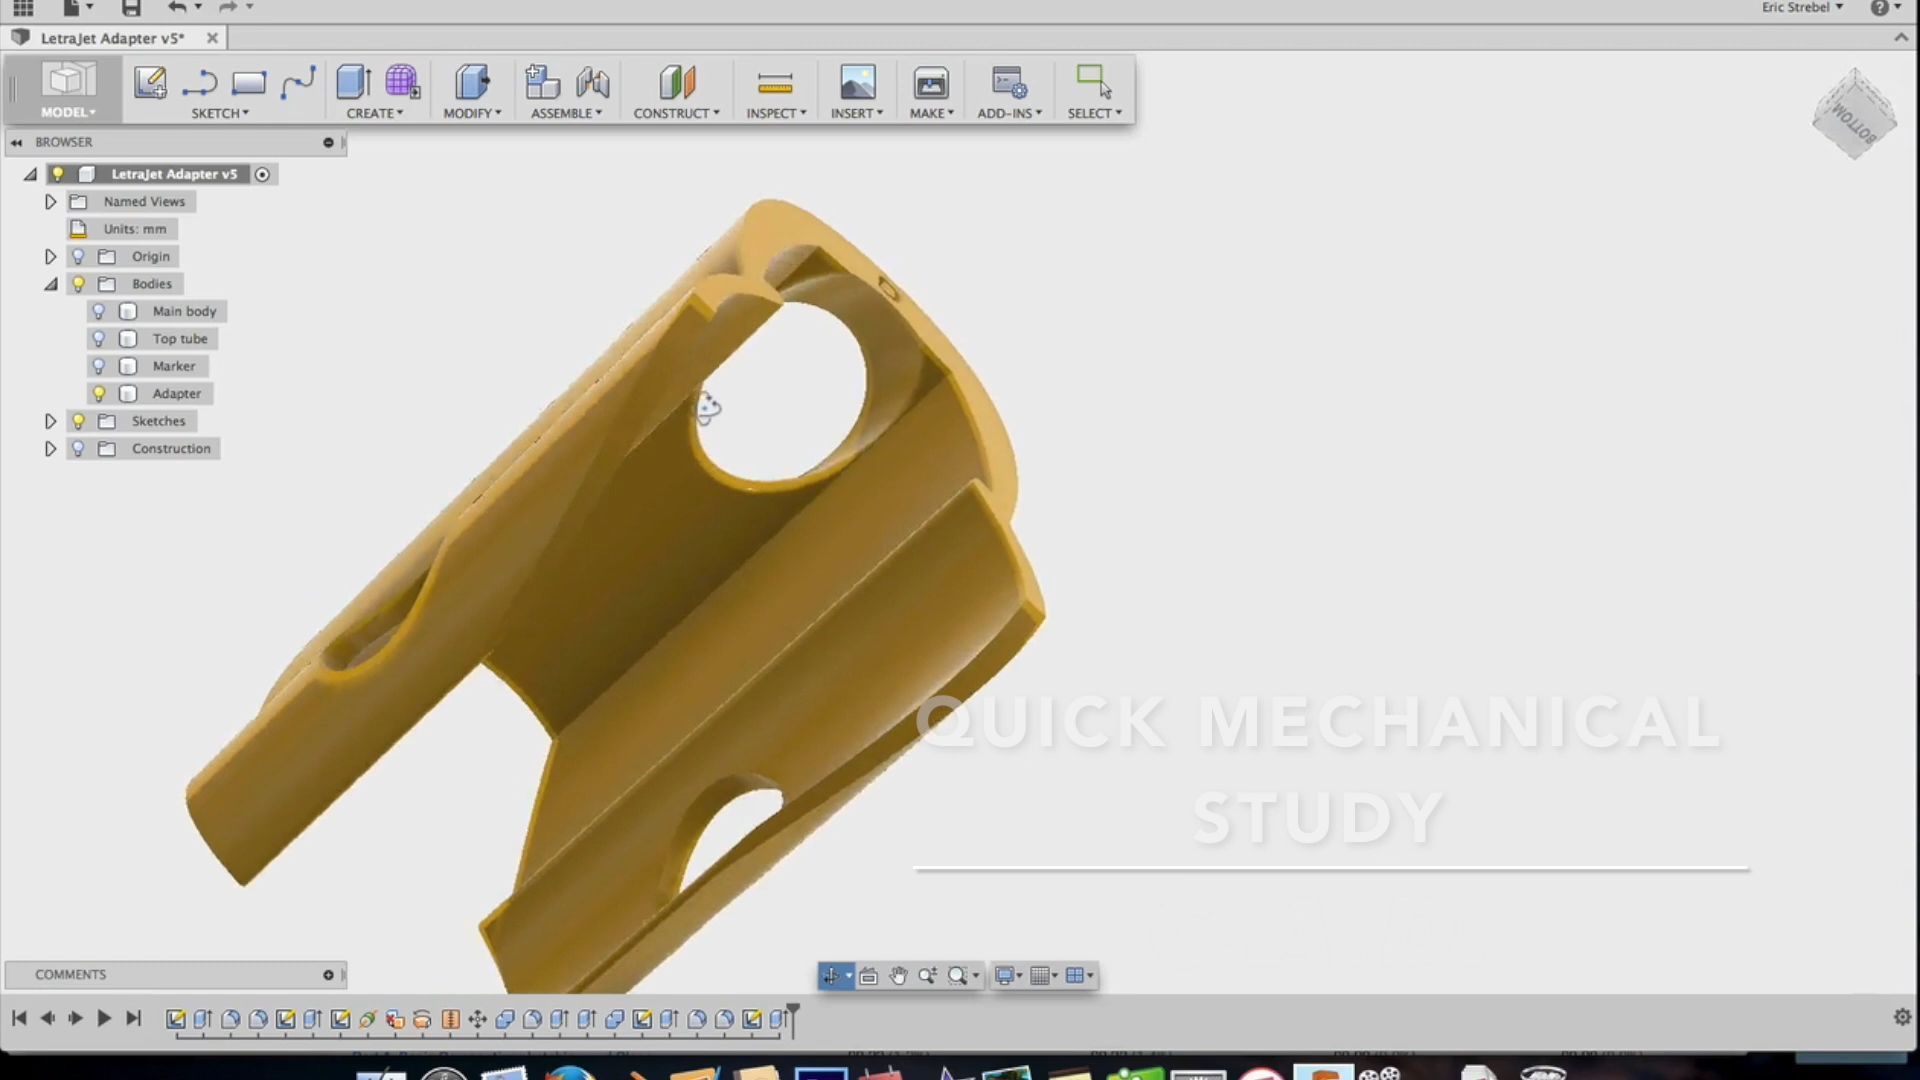 Eric Strebel
LetraJet Adapter v5*
MODEL
SKETCH
CREATE
MODIFY
ASSEMBLE
CONSTRUCT
INSPECT
INSERT
MAKE
ADD-INS
SELECT
BOTTOM
BROWSER
LetraJet Adapter v5
Named Views
Units: mm
Origin
Bodies
Main body
Top tube
Marker
Adapter
Sketches
Construction
QUICK MECHANICAL
STUDY
COMMENTS